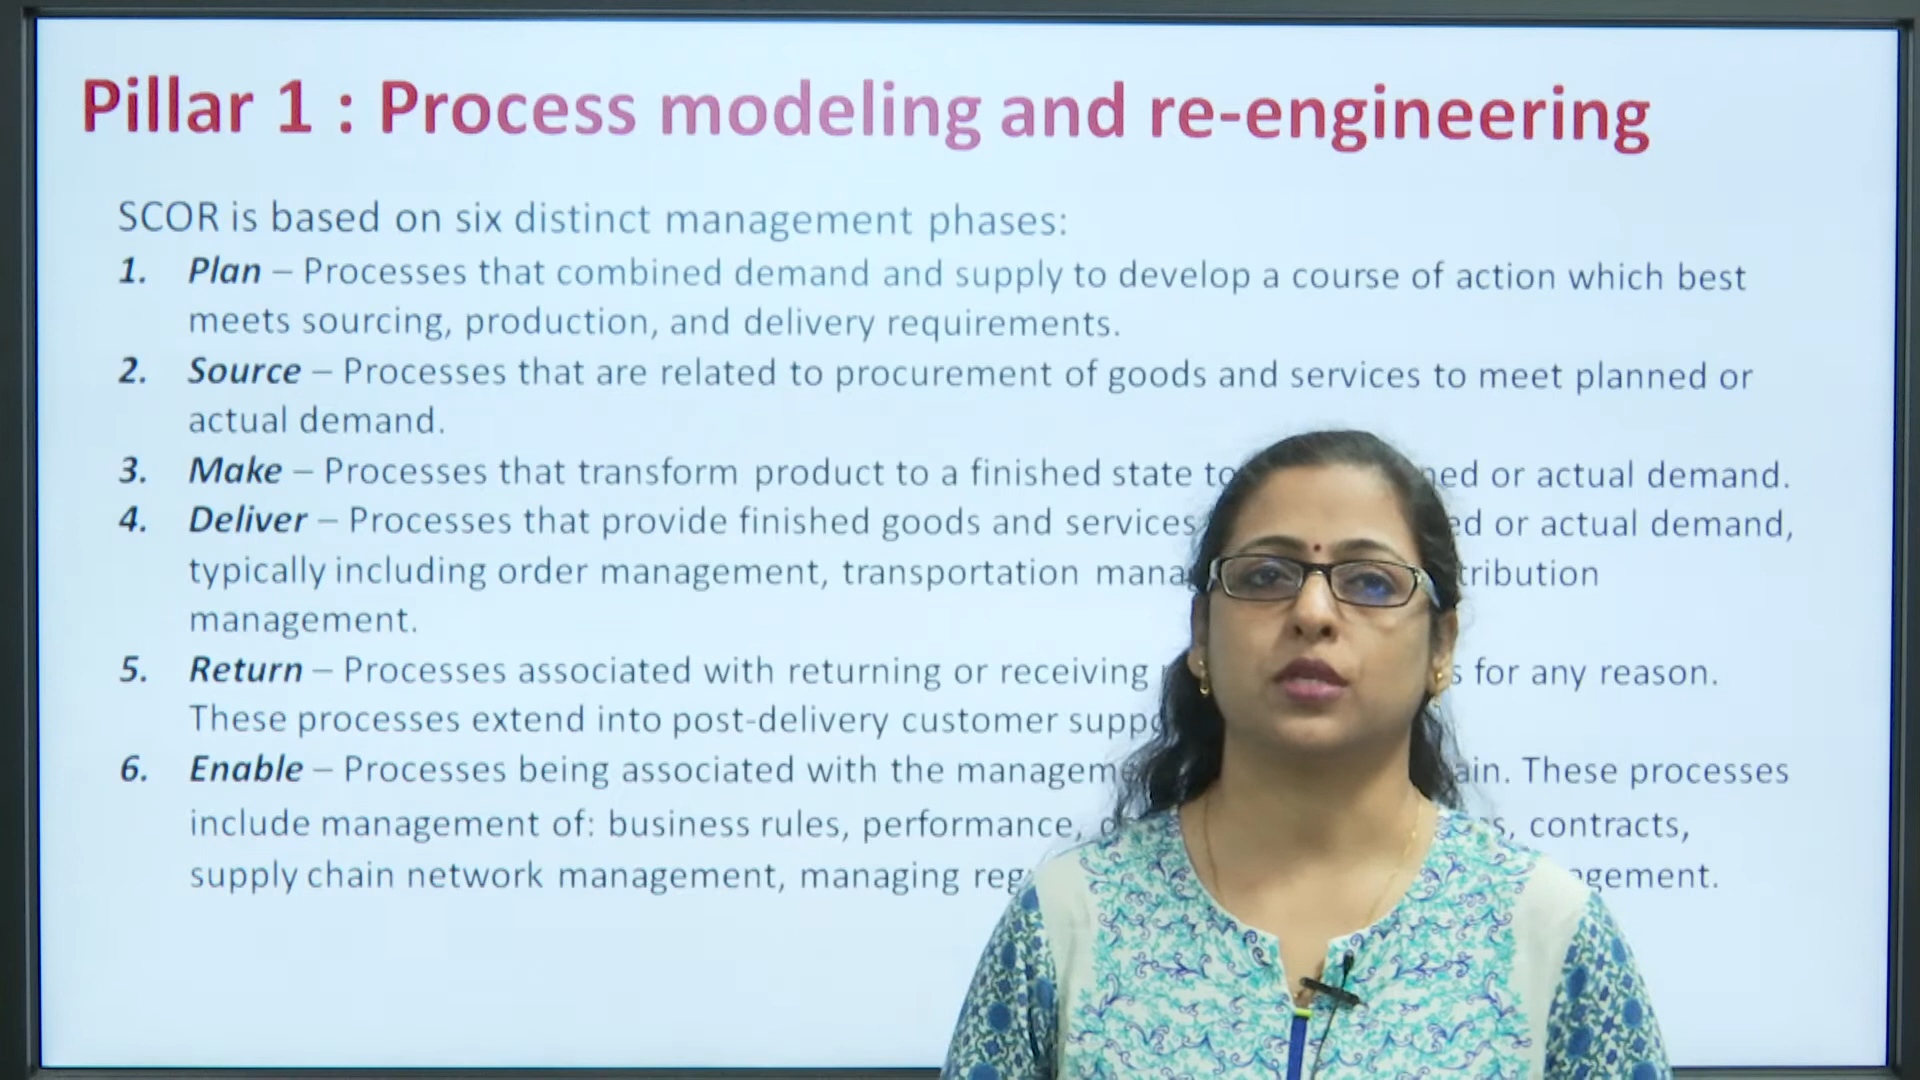 Pillar 1 : Process modeling and re-engineering
SCOR is based on six distinct management phases:
1. Plan – Processes that combined demand and supply to develop a course of action which best
meets sourcing, production, and delivery requirements.
2. Source – Processes that are related to procurement of goods and services to meet planned or
actual demand.
3. Make – Processes that transform product to a finished state to or actual demand.
4. Deliver – Processes that provide finished goods and services or actual demand,
typically including order management, transportation
management.
5. Return – Processes associated with returning or receiving for any reason.
These processes extend into post-delivery customer
6. Enable – Processes being associated with the These processes
include management of: business rules, performance, contracts,
supply chain network management, managing